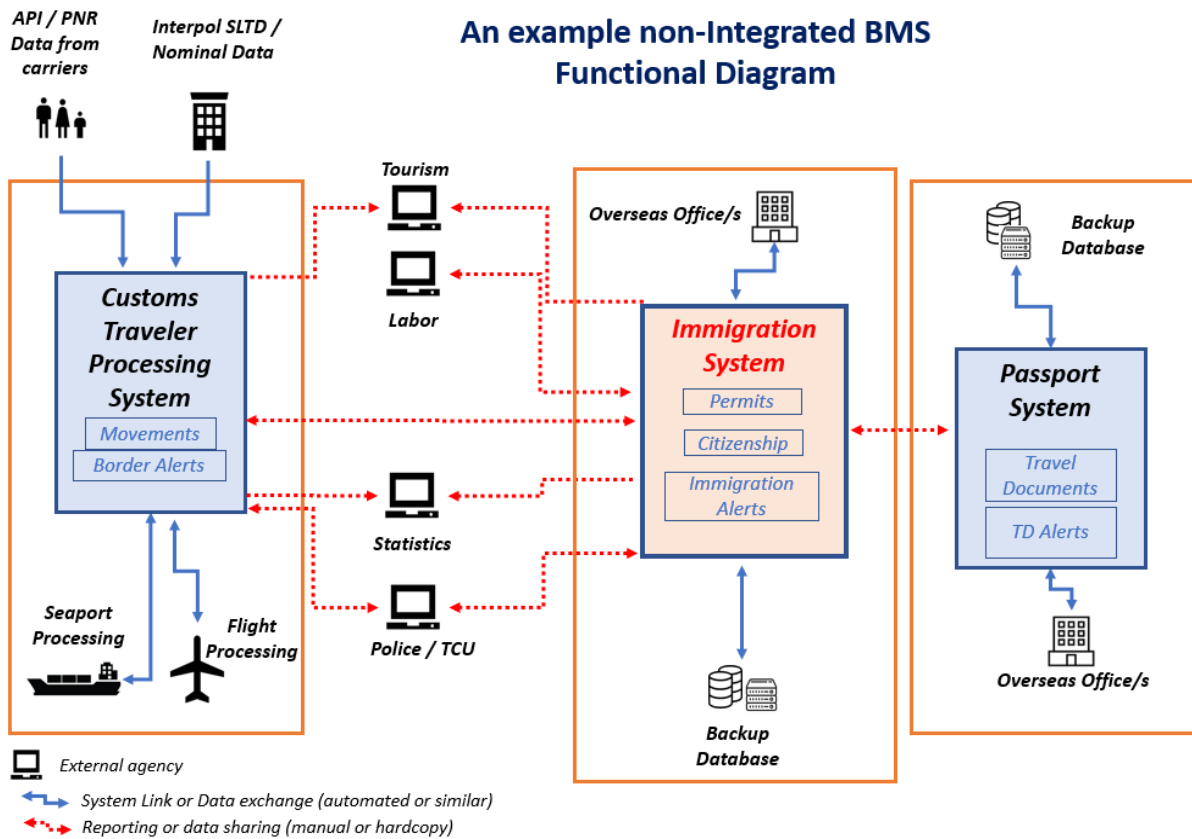 API / PNR
Data from
carriers
Interpol SLTD /
Nominal Data
An example non-Integrated BMS
Functional Diagram
Tourism
Labor
Customs
Traveler
Processing
System
Movements
Border Alerts
Seaport
Processing
Flight
Processing
Statistics
Police / TCU
Overseas Office/s
Immigration
System
Permits
Citizenship
Immigration
Alerts
Backup
Database
Backup
Database
Passport
System
Travel
Documents
TD Alerts
Overseas Office/s
External agency
System Link or Data exchange (automated or similar)
Reporting or data sharing (manual or hardcopy)